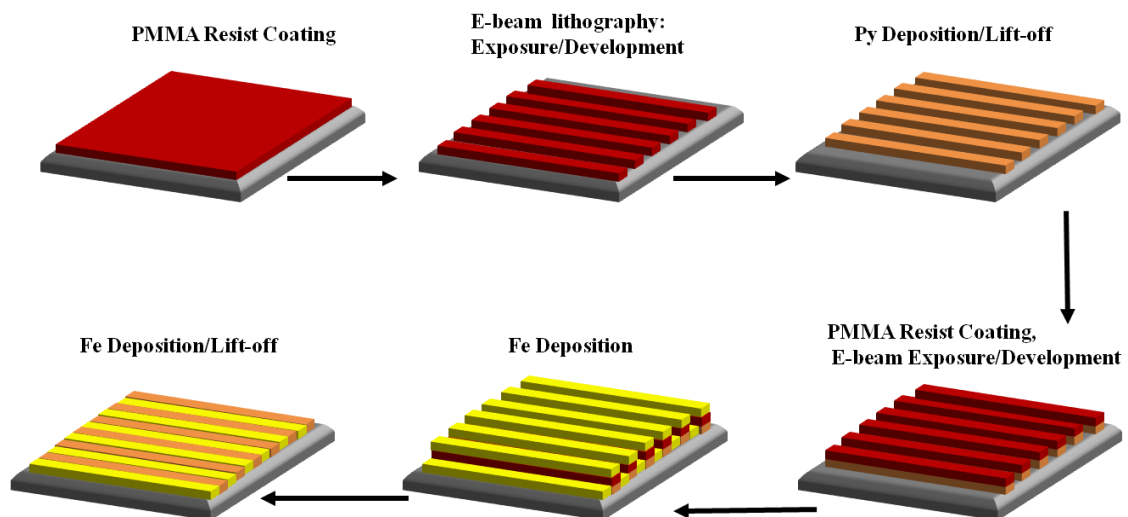 PMMA Resist Coating
E-beam lithography:
Exposure/Development
Py Deposition/Lift-off
PMMA Resist Coating,
E-beam Exposure/Development
Fe Deposition
Fe Deposition/Lift-off